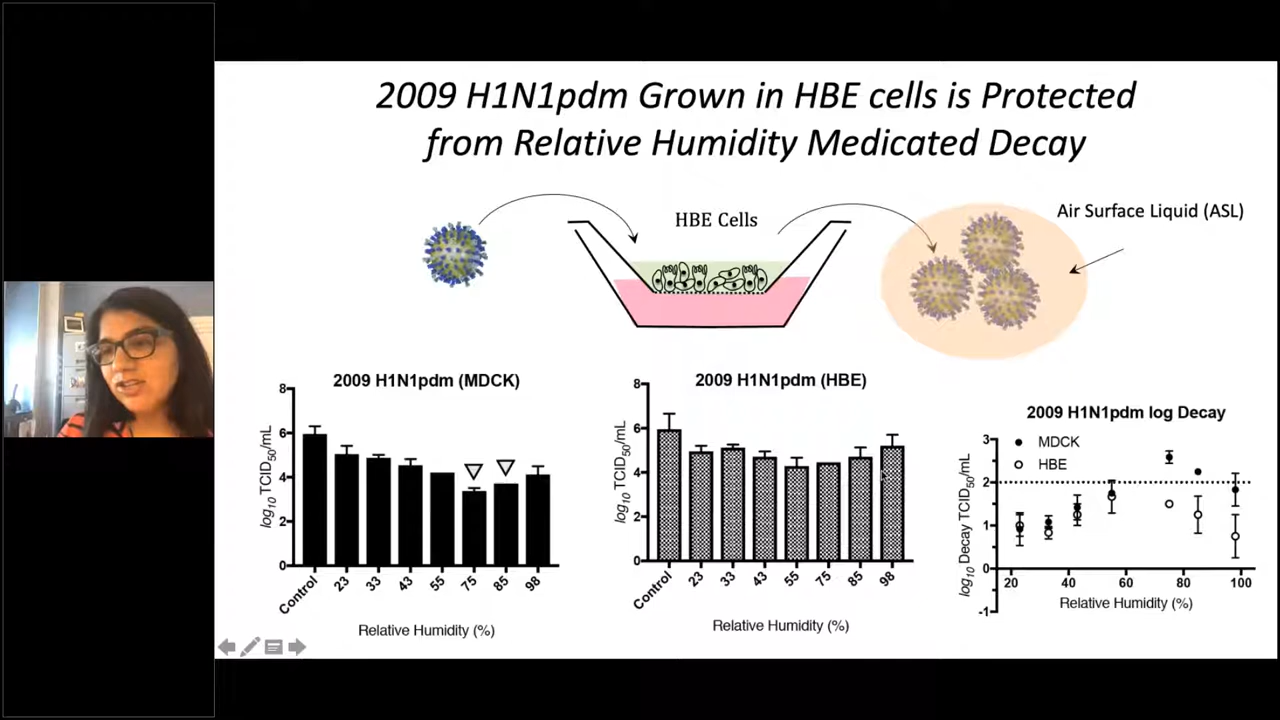 2009 H1N1pdm Grown in HBE cells is Protected
from Relative Humidity Medicated Decay
HBE Cells
Air Surface Liquid (ASL)
2009 H1N1pdm (MDCK)
log10 TCID50/mL
8
6
4
2
0
Control 23 33 43 55 75 85 98
Relative Humidity (%)
2009 H1N1pdm (HBE)
log10 TCID50/mL
8
6
4
2
0
Control 23 33 43 55 75 85 98
Relative Humidity (%)
2009 H1N1pdm log Decay
MDCK
HBE
log10 Decay TCID50/mL
3
2
1
0
-1
20 40 60 80 100
Relative Humidity (%)